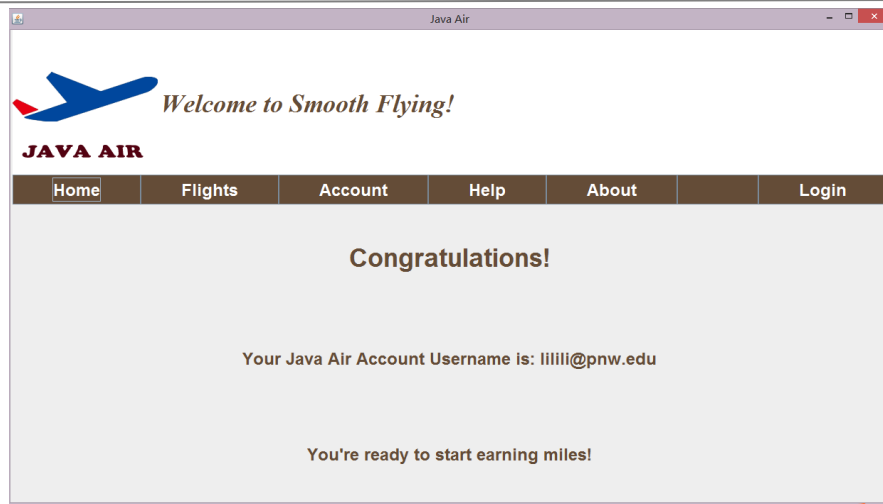 Java Air
Welcome to Smooth Flying!
JAVA AIR
Home Flights Account Help About Login
Congratulations!
Your Java Air Account Username is: lilili@pnw.edu
You're ready to start earning miles!